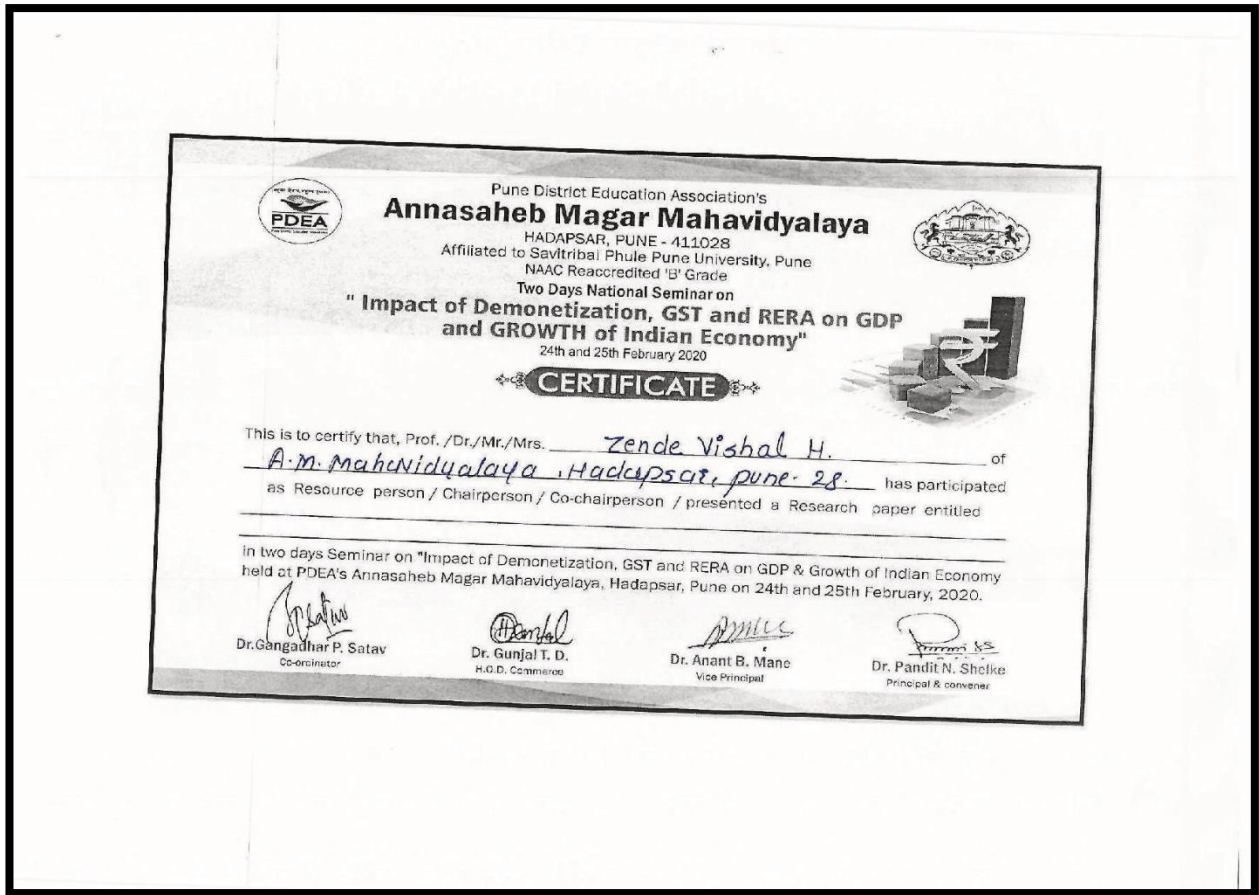 PDEA
Pune District Education Association's
Annasaheb Magar Mahavidyalaya
HADAPSAR, PUNE - 411028
Affiliated to Savitribai Phule Pune University, Pune
NAAC Reaccredited 'B' Grade
Two Days National Seminar on
" Impact of Demonetization, GST and RERA on GDP
and GROWTH of Indian Economy"
24th and 25th February 2020
CERTIFICATE
This is to certify that, Prof. /Dr./Mr./Mrs. Zende Vishal H. of
A.M. Mahavidyalaya, Hadapsar, pune-28. has participated
as Resource person / Chairperson / Co-chairperson / presented a Research paper entitled
in two days Seminar on "Impact of Demonetization, GST and RERA on GDP & Growth of Indian Economy
held at PDEA's Annasaheb Magar Mahavidyalaya, Hadapsar, Pune on 24th and 25th February, 2020.
Dr.Gangadhar P. Satav
Co-ordinator
Dr. Gunjal T. D.
H.O.D. Commerce
Dr. Anant B. Mane
Vice Principal
Dr. Pandit N. Shelke
Principal & convener